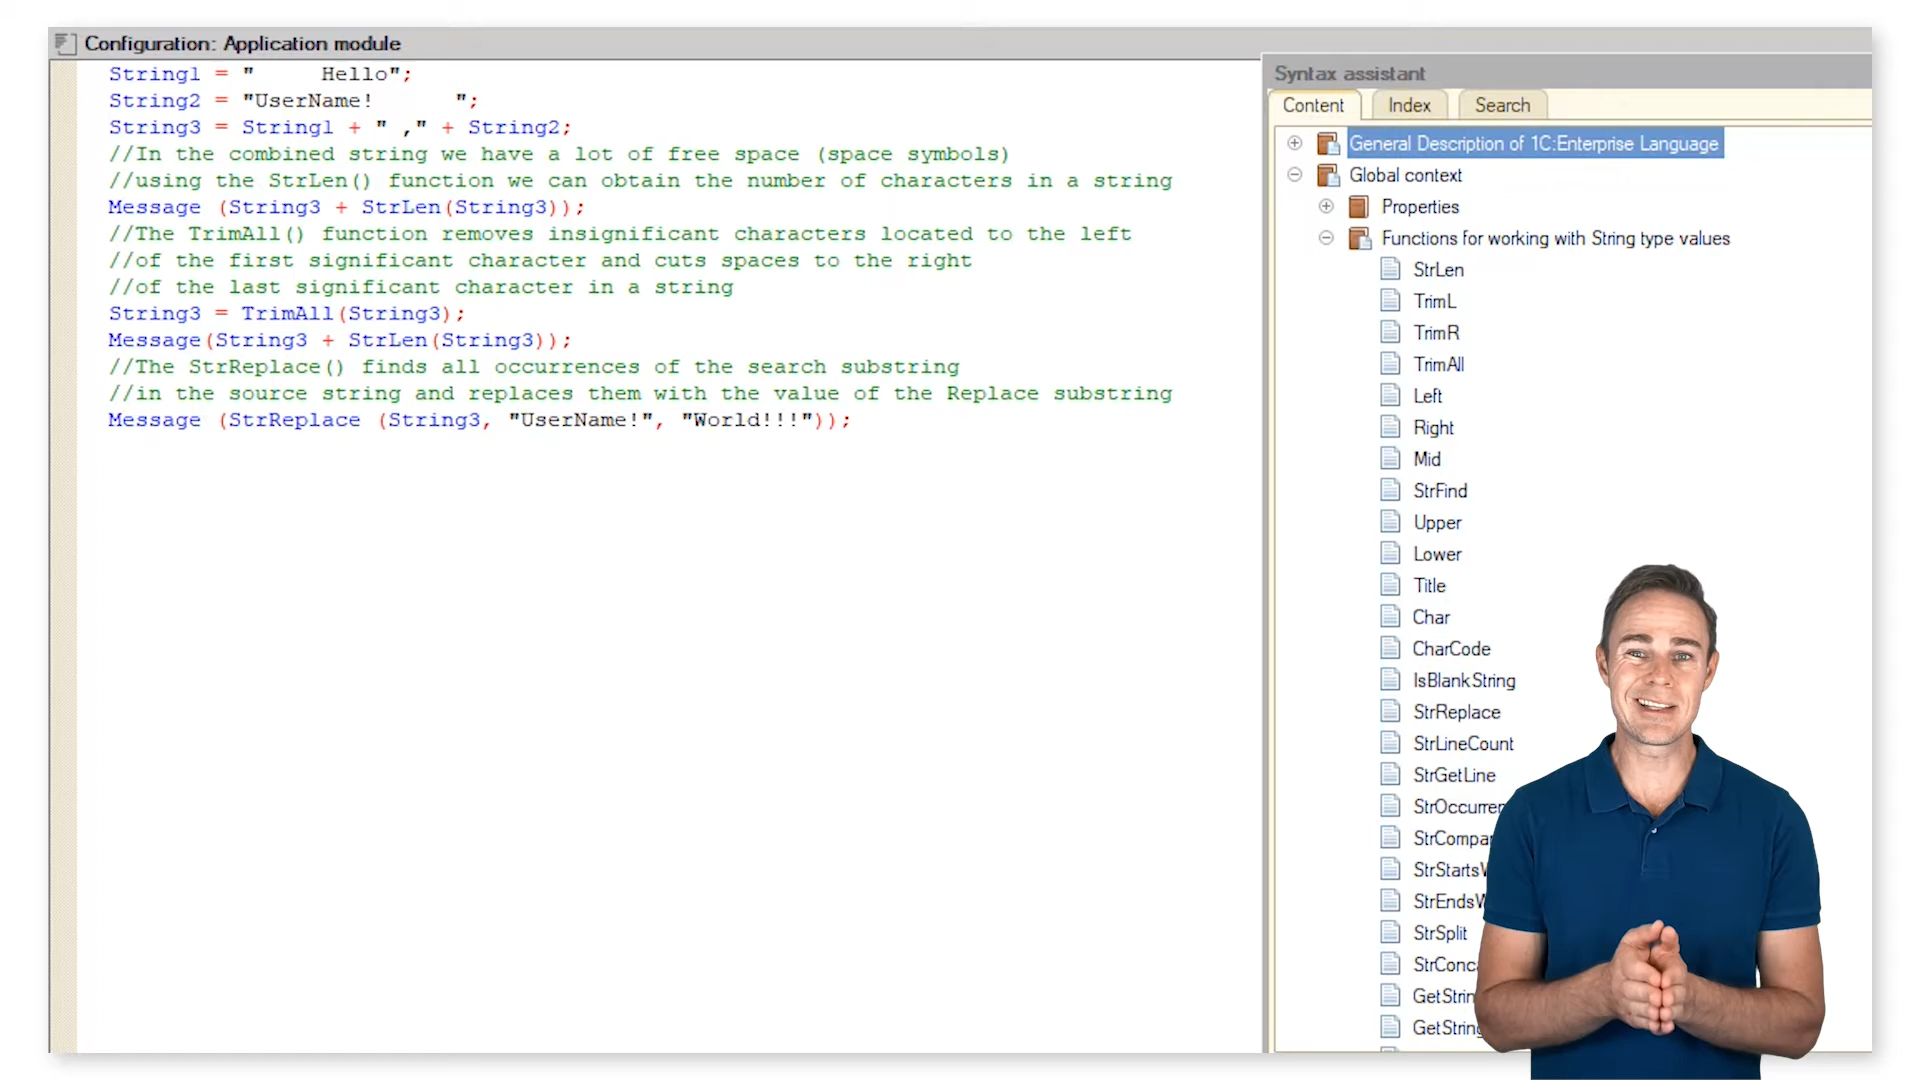 Configuration: Application module
String1 = "     Hello";
String2 = "UserName!      ";
String3 = String1 + " ," + String2;
//In the combined string we have a lot of free space (space symbols)
//using the StrLen() function we can obtain the number of characters in a string
Message (String3 + StrLen(String3));
//The TrimAll() function removes insignificant characters located to the left
//of the first significant character and cuts spaces to the right
//of the last significant character in a string
String3 = TrimAll(String3);
Message(String3 + StrLen(String3));
//The StrReplace() finds all occurrences of the search substring
//in the source string and replaces them with the value of the Replace substring
Message (StrReplace (String3, "UserName!", "World!!!"));
Syntax assistant
Content Index Search
General Description of 1C:Enterprise Language
Global context
Properties
Functions for working with String type values
StrLen
TrimL
TrimR
TrimAll
Left
Right
Mid
StrFind
Upper
Lower
Title
Char
CharCode
IsBlankString
StrReplace
StrLineCount
StrGetLine
StrOccurren
StrCompa
StrStarts
StrEnds
StrSplit
StrConc
GetStrin
GetString